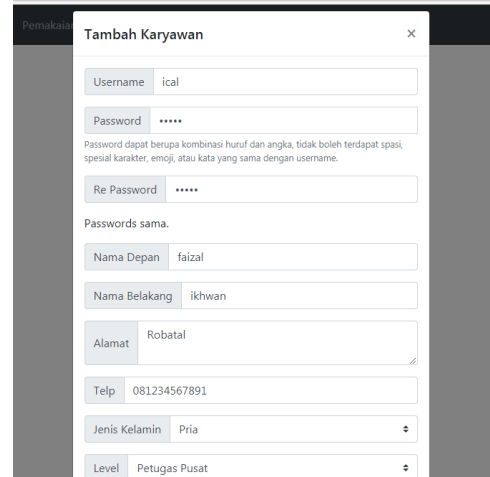 Pemakaian
Tambah Karyawan ×
Username ical
Password •••••
Password dapat berupa kombinasi huruf dan angka, tidak boleh terdapat spasi,
spesial karakter, emoji, atau kata yang sama dengan username.
Re Password •••••
Passwords sama.
Nama Depan faizal
Nama Belakang ikhwan
Alamat Robatal
Telp 081234567891
Jenis Kelamin Pria
Level Petugas Pusat